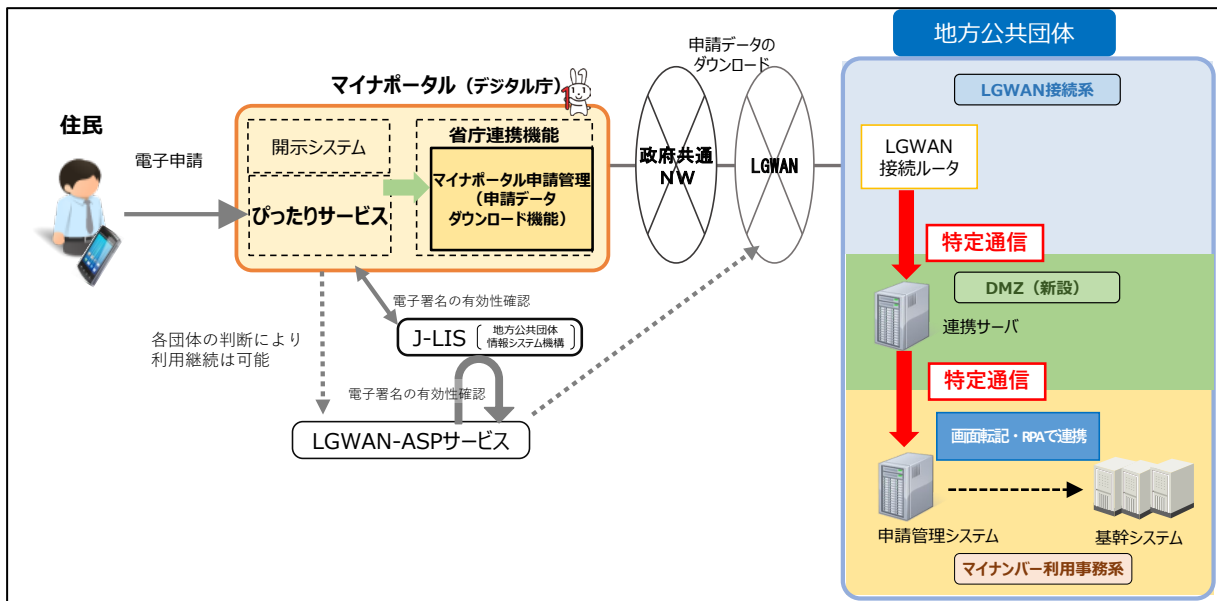 地方公共団体
申請データの
ダウンロード
マイナポータル（デジタル庁）
LGWAN接続系
住民
電子申請
開示システム
省庁連携機能
ぴったりサービス
マイナポータル申請管理
（申請データ
ダウンロード機能）
政府共通
NW
LGWAN
LGWAN
接続ルータ
特定通信
DMZ（新設）
連携サーバ
電子署名の有効性確認
J-LIS
地方公共団体
情報システム機構
各団体の判断により
利用継続は可能
電子署名の有効性確認
LGWAN-ASPサービス
特定通信
画面転記・RPAで連携
申請管理システム
基幹システム
マイナンバー利用事務系